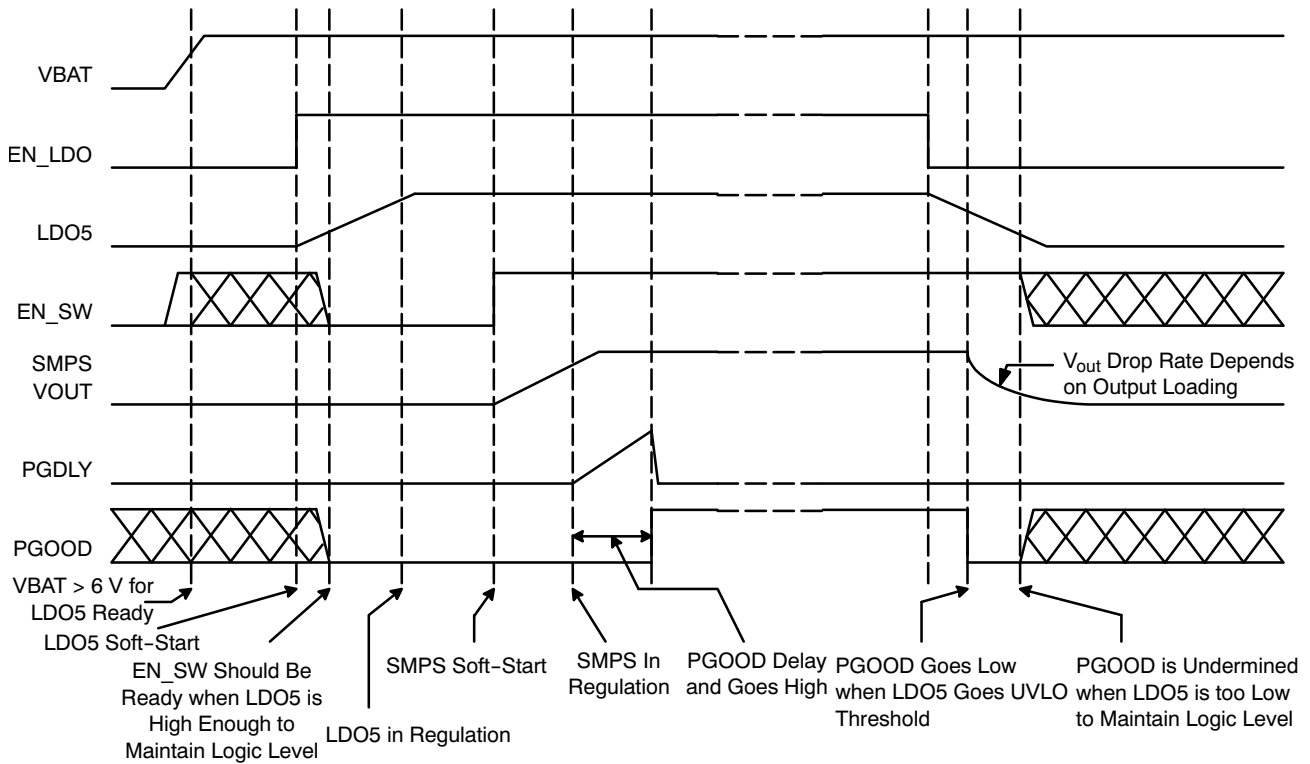 VBAT
EN_LDO
LDO5
EN_SW
SMPS
VOUT
Vout Drop Rate Depends
on Output Loading
PGDLY
PGOOD
VBAT > 6 V for
LDO5 Ready
LDO5 Soft-Start
EN_SW Should Be
Ready when LDO5 is
High Enough to
Maintain Logic Level
LDO5 in Regulation
SMPS Soft-Start
SMPS In
Regulation
PGOOD Delay
and Goes High
PGOOD Goes Low
when LDO5 Goes UVLO
Threshold
PGOOD is Undermined
when LDO5 is too Low
to Maintain Logic Level